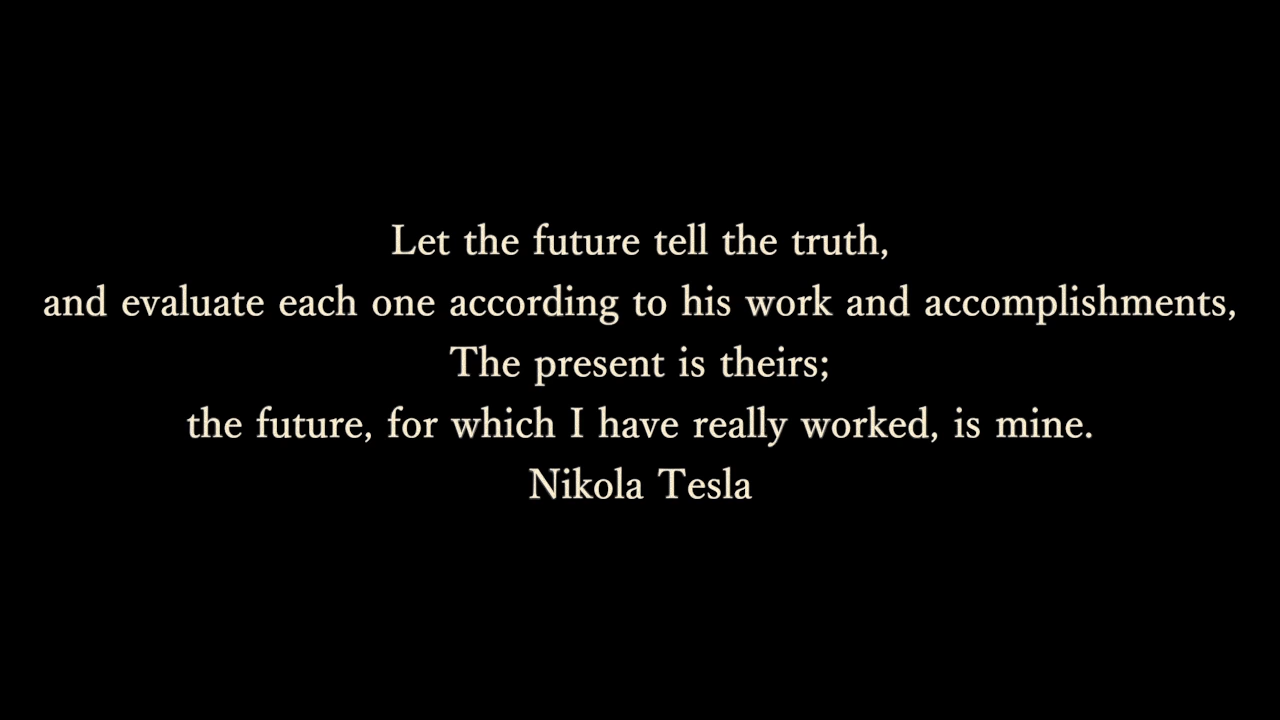 Let the future tell the truth,
and evaluate each one according to his work and accomplishments,
The present is theirs;
the future, for which I have really worked, is mine.
Nikola Tesla